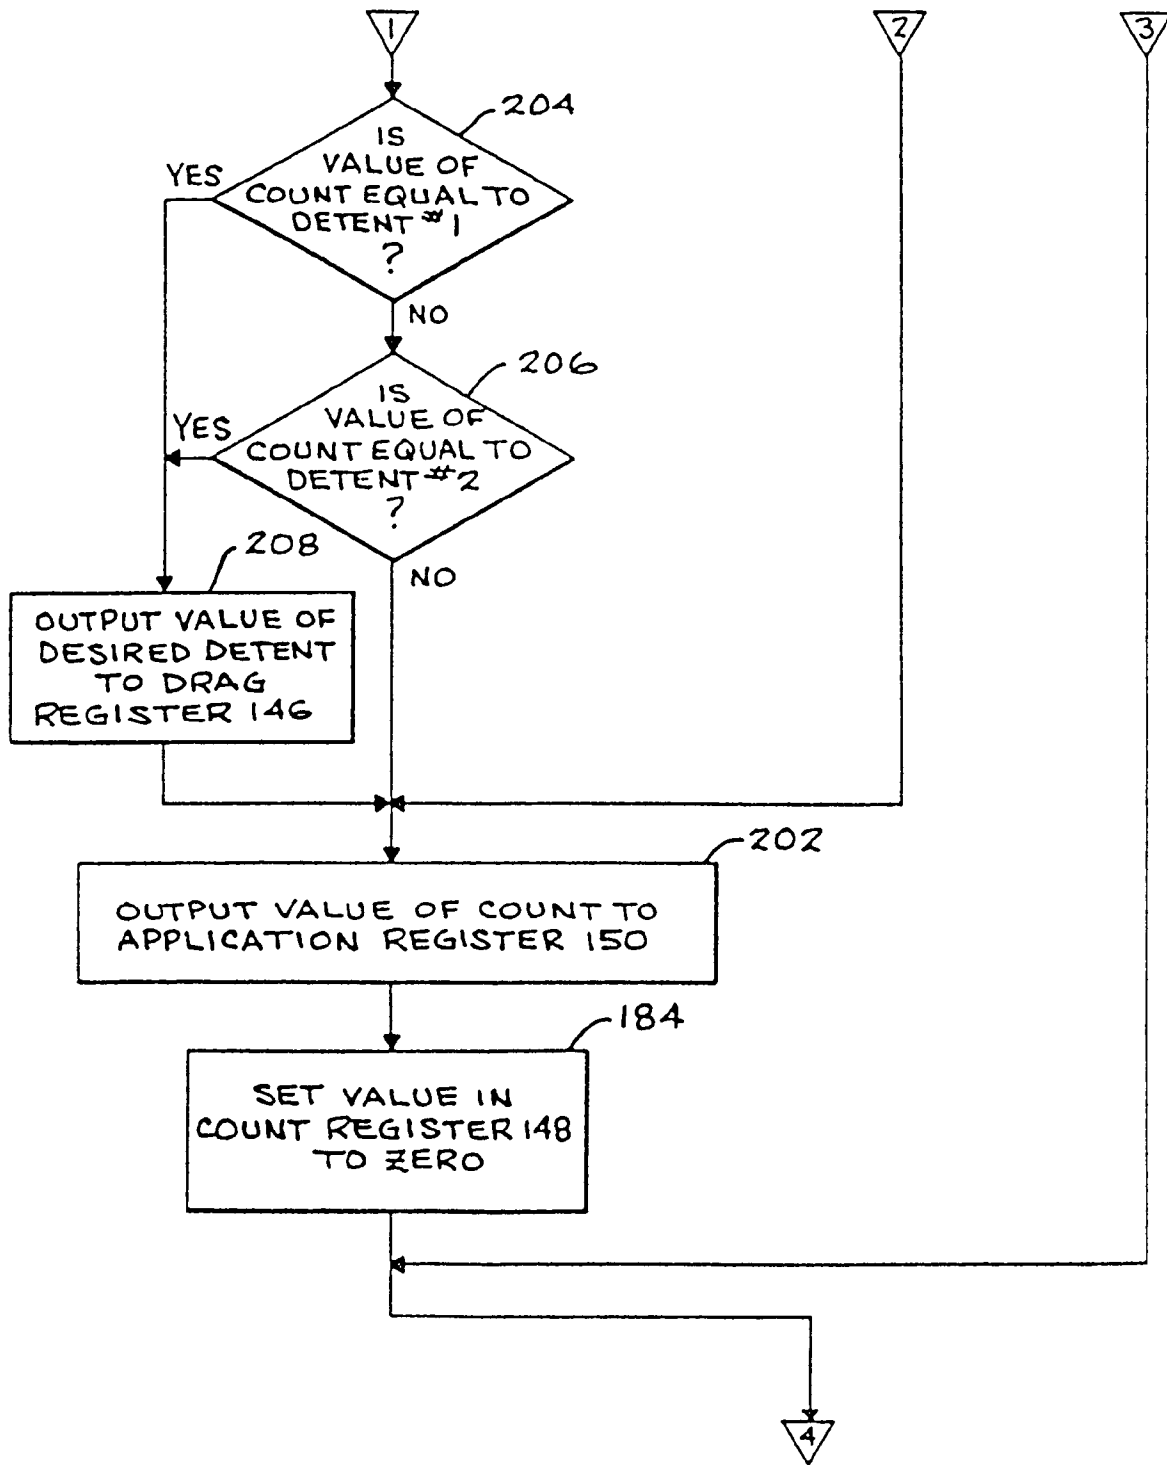 1
2
3
204
IS
VALUE OF
COUNT EQUAL TO
DETENT #1
?
YES
NO
206
IS
VALUE OF
COUNT EQUAL TO
DETENT #2
?
YES
NO
208
OUTPUT VALUE OF
DESIRED DETENT
TO DRAG
REGISTER 146
202
OUTPUT VALUE OF COUNT TO
APPLICATION REGISTER 150
184
SET VALUE IN
COUNT REGISTER 148
TO ZERO
4